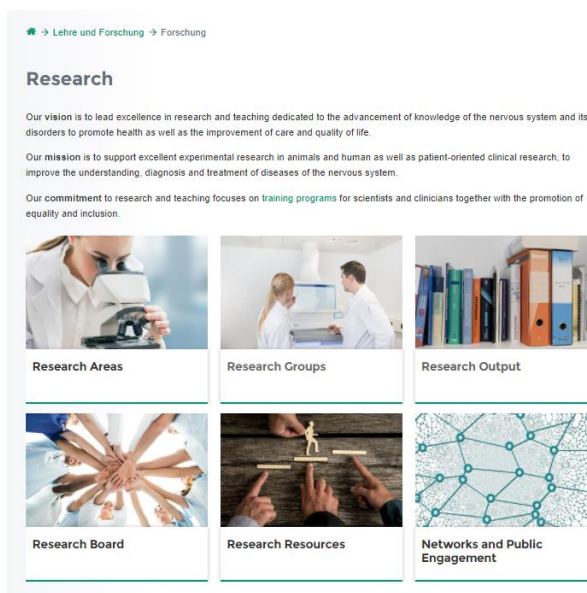 Lehre und Forschung → Forschung
Research
Our vision is to lead excellence in research and teaching dedicated to the advancement of knowledge of the nervous system and its
disorders to promote health as well as the improvement of care and quality of life.
Our mission is to support excellent experimental research in animals and human as well as patient-oriented clinical research, to
improve the understanding, diagnosis and treatment of diseases of the nervous system.
Our commitment to research and teaching focuses on training programs for scientists and clinicians together with the promotion of
equality and inclusion.
Research Areas
Research Groups
Research Output
Research Board
Research Resources
Networks and Public
Engagement